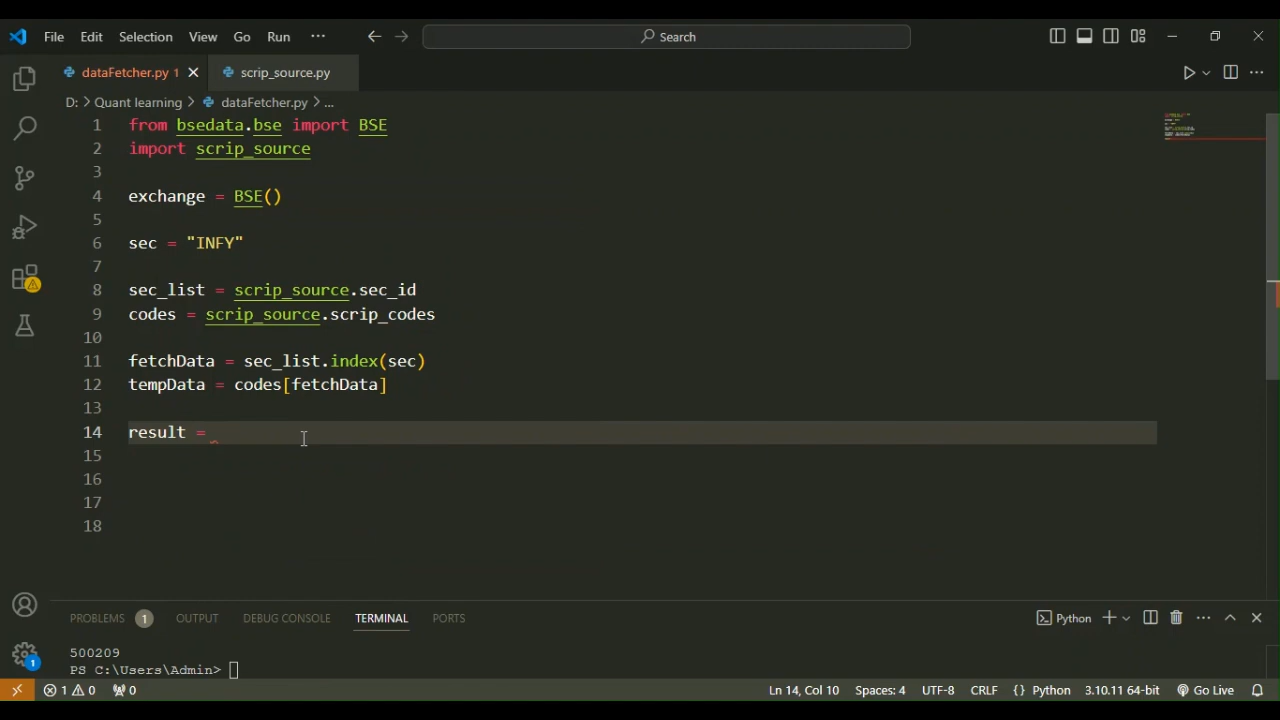 File Edit Selection View Go Run ··· Search
dataFetcher.py 1 scrip_source.py
D: > Quant learning > dataFetcher.py > ...
1 from bsedata.bse import BSE
2 import scrip_source
3
4 exchange = BSE()
5
6 sec = "INFY"
7
8 sec_list = scrip_source.sec_id
9 codes = scrip_source.scrip_codes
10
11 fetchData = sec_list.index(sec)
12 tempData = codes[fetchData]
13
14 result =
15
16
17
18
PROBLEMS 1 OUTPUT DEBUG CONSOLE TERMINAL PORTS Python
500209
PS C:\Users\Admin>
1
1 0 0 Ln 14, Col 10 Spaces: 4 UTF-8 CRLF {} Python 3.10.11 64-bit Go Live